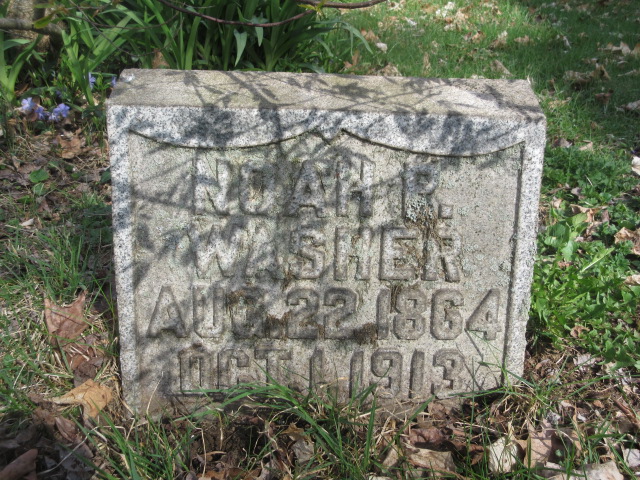 NOAH R.
WASHER
AUG. 22 1864
OCT. 1 1913